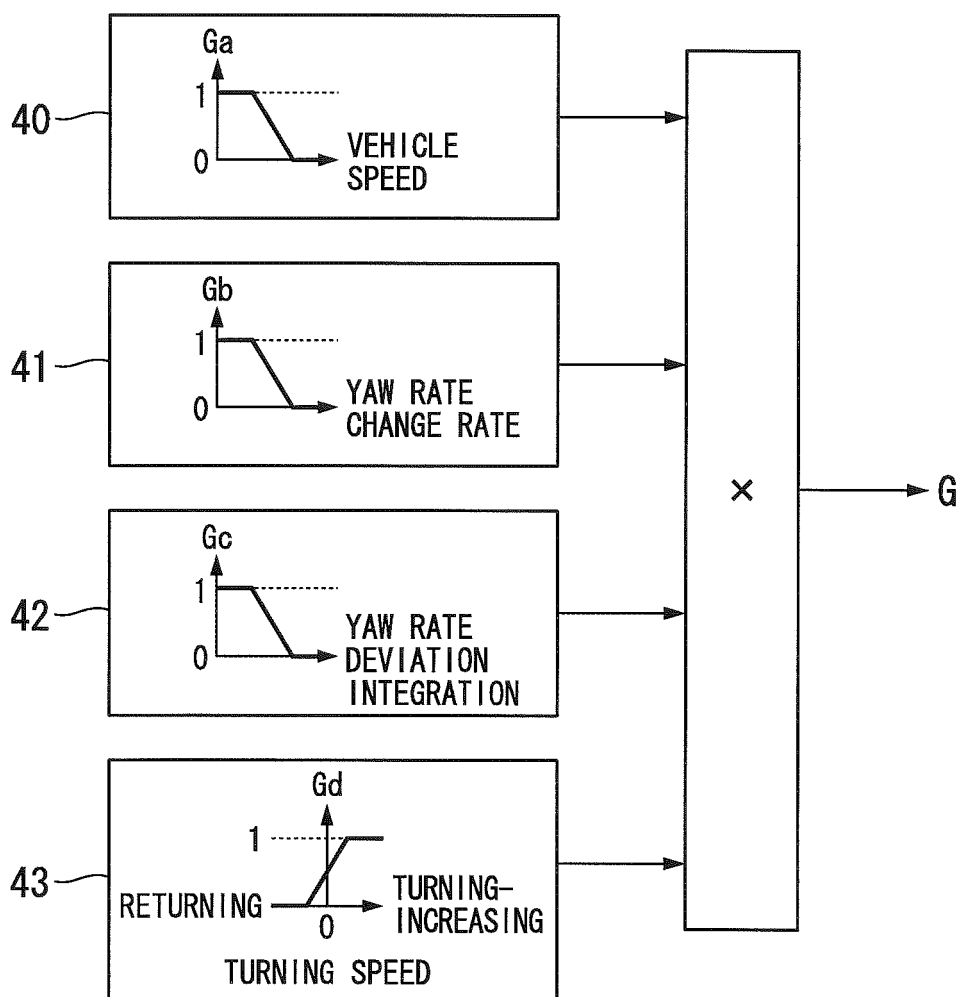 Ga
1
40
0
VEHICLE
SPEED
Gb
1
41
0
YAW RATE
CHANGE RATE
×
G
Gc
1
42
0
YAW RATE
DEVIATION
INTEGRATION
Gd
1
43
RETURNING
0
TURNING-
INCREASING
TURNING SPEED